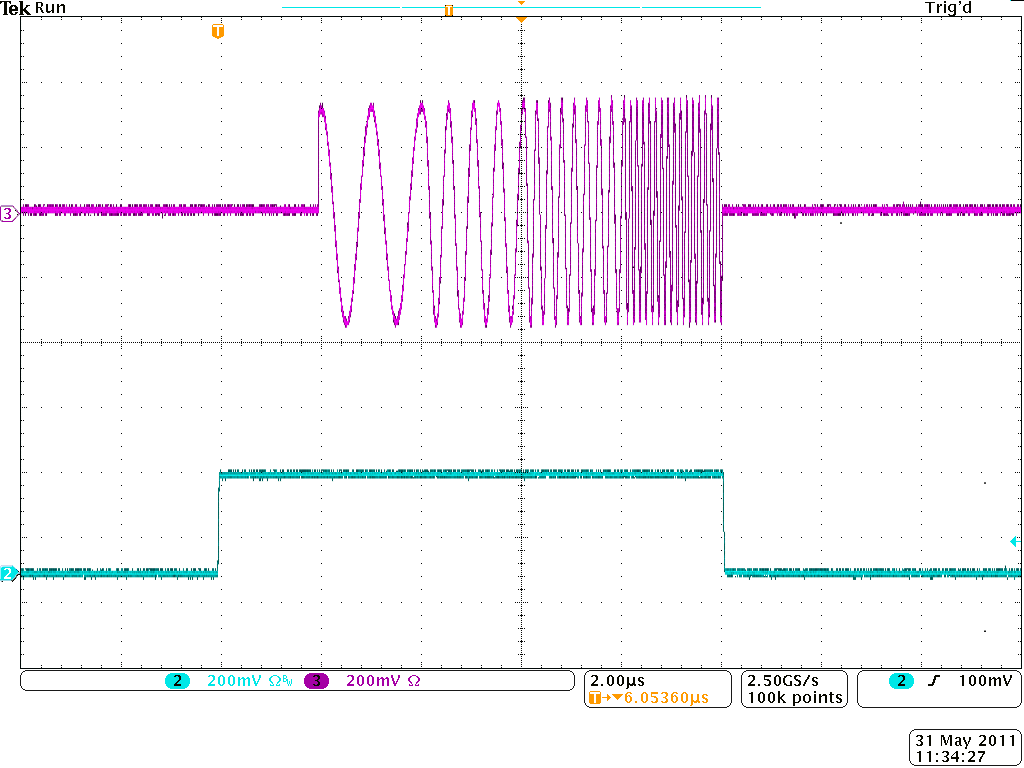 Tek Run Trig'd
T
T
3
2
2 200mV ΩBW 3 200mV Ω
2.00µs
T→▼6.05360µs
2.50GS/s
100k points
2 100mV
31 May 2011
11:34:27